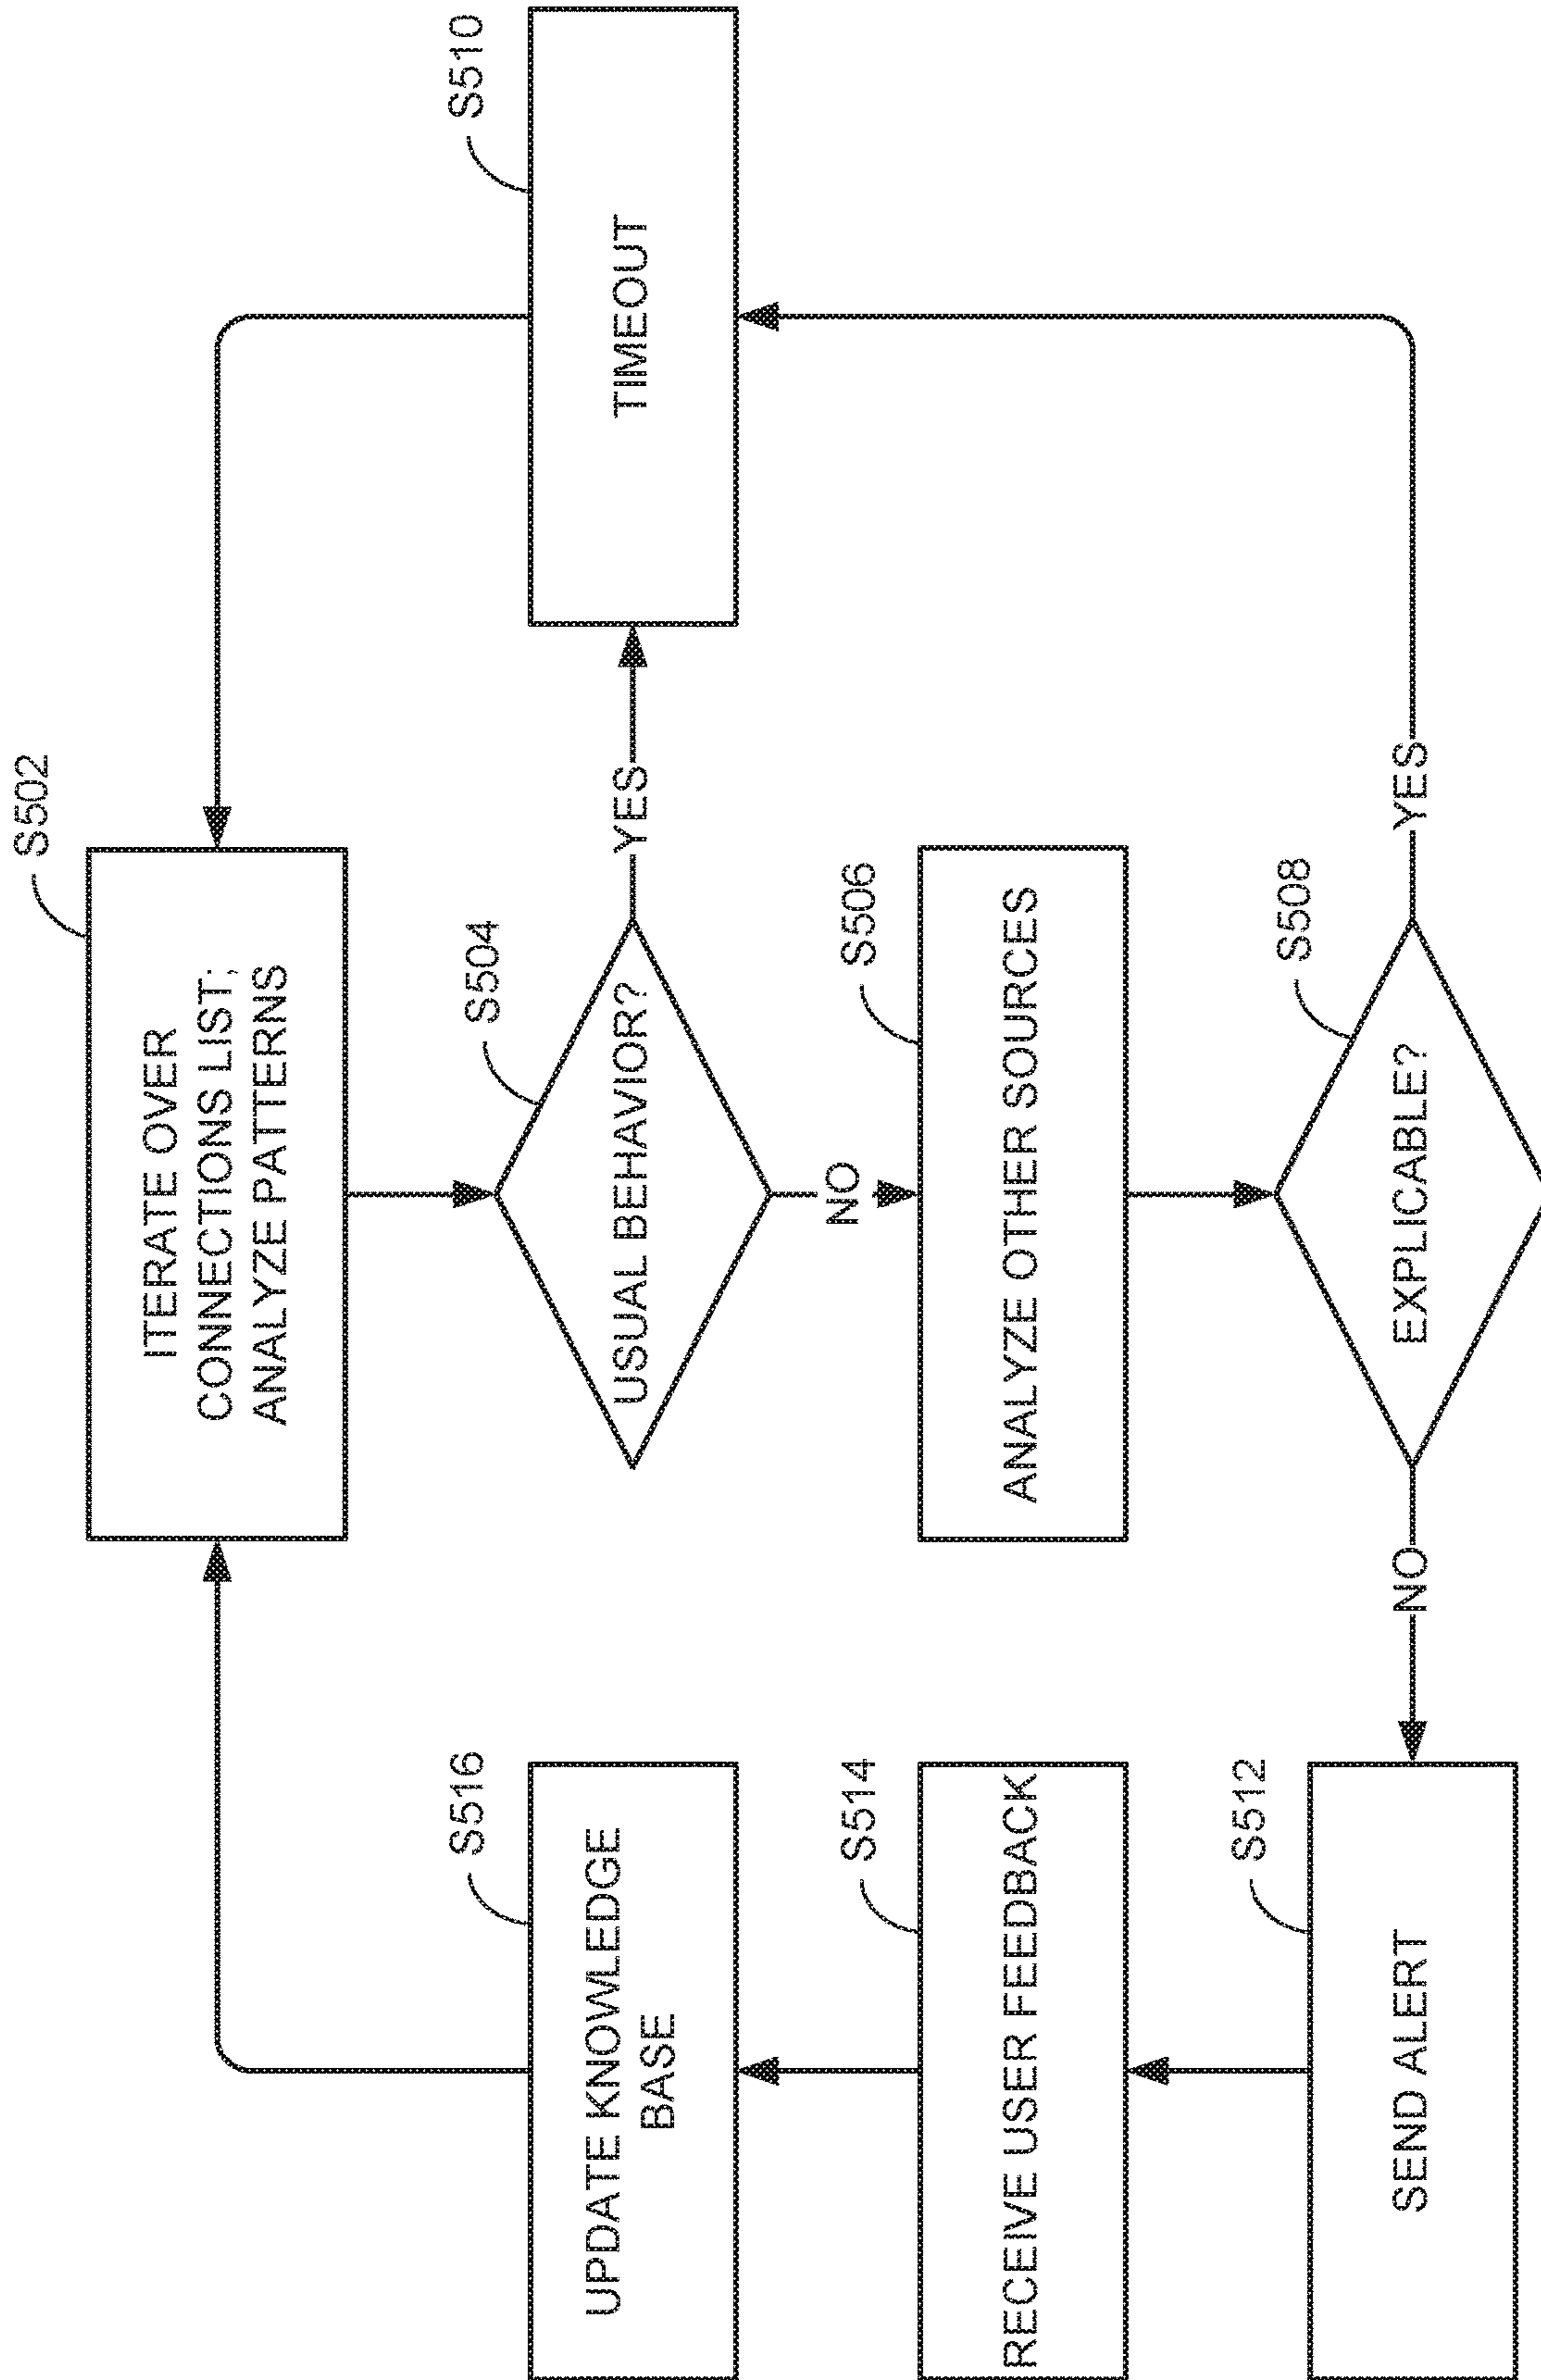 S502
ITERATE OVER
CONNECTIONS LIST;
ANALYZE PATTERNS
S504
USUAL BEHAVIOR?
YES
S510
TIMEOUT
NO
S506
ANALYZE OTHER SOURCES
S508
EXPLICABLE?
YES
NO
S512
SEND ALERT
S514
RECEIVE USER FEEDBACK
S516
UPDATE KNOWLEDGE
BASE